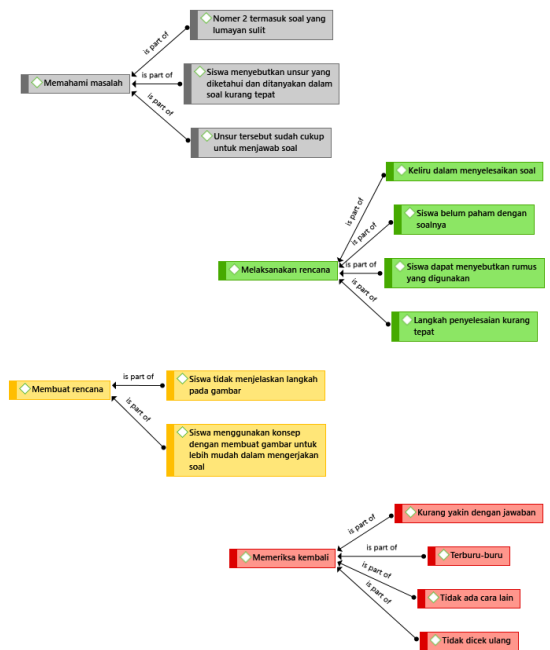 Nomer 2 termasuk soal yang
lumayan sulit
is part of
Memahami masalah
is part of
Siswa menyebutkan unsur yang
diketahui dan ditanyakan dalam
soal kurang tepat
is part of
Unsur tersebut sudah cukup
untuk menjawab soal
Keliru dalam menyelesaikan soal
is part of
Siswa belum paham dengan
soalnya
is part of
Melaksanakan rencana
is part of
Siswa dapat menyebutkan rumus
yang digunakan
is part of
Langkah penyelesaian kurang
tepat
Membuat rencana
is part of
Siswa tidak menjelaskan langkah
pada gambar
is part of
Siswa menggunakan konsep
dengan membuat gambar untuk
lebih mudah dalam mengerjakan
soal
Kurang yakin dengan jawaban
is part of
Memeriksa kembali
is part of
Terburu-buru
is part of
Tidak ada cara lain
is part of
Tidak dicek ulang